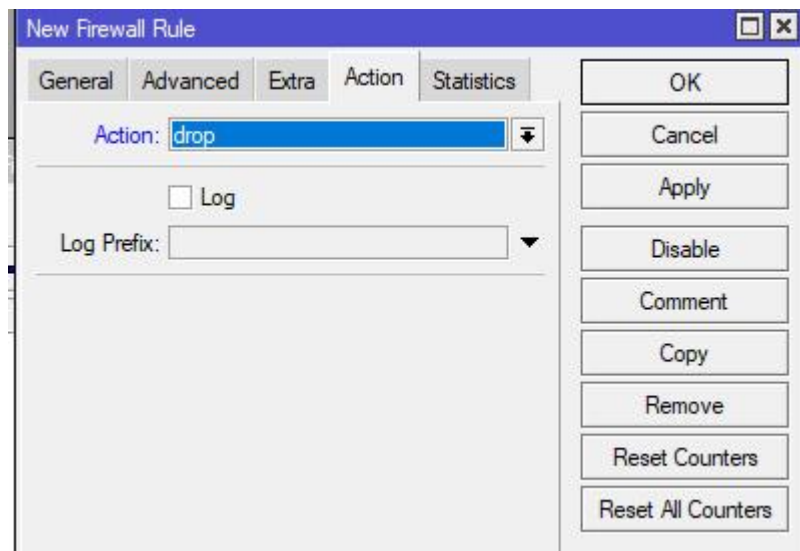 New Firewall Rule
General Advanced Extra Action Statistics
Action: drop
Log
Log Prefix:
OK
Cancel
Apply
Disable
Comment
Copy
Remove
Reset Counters
Reset All Counters